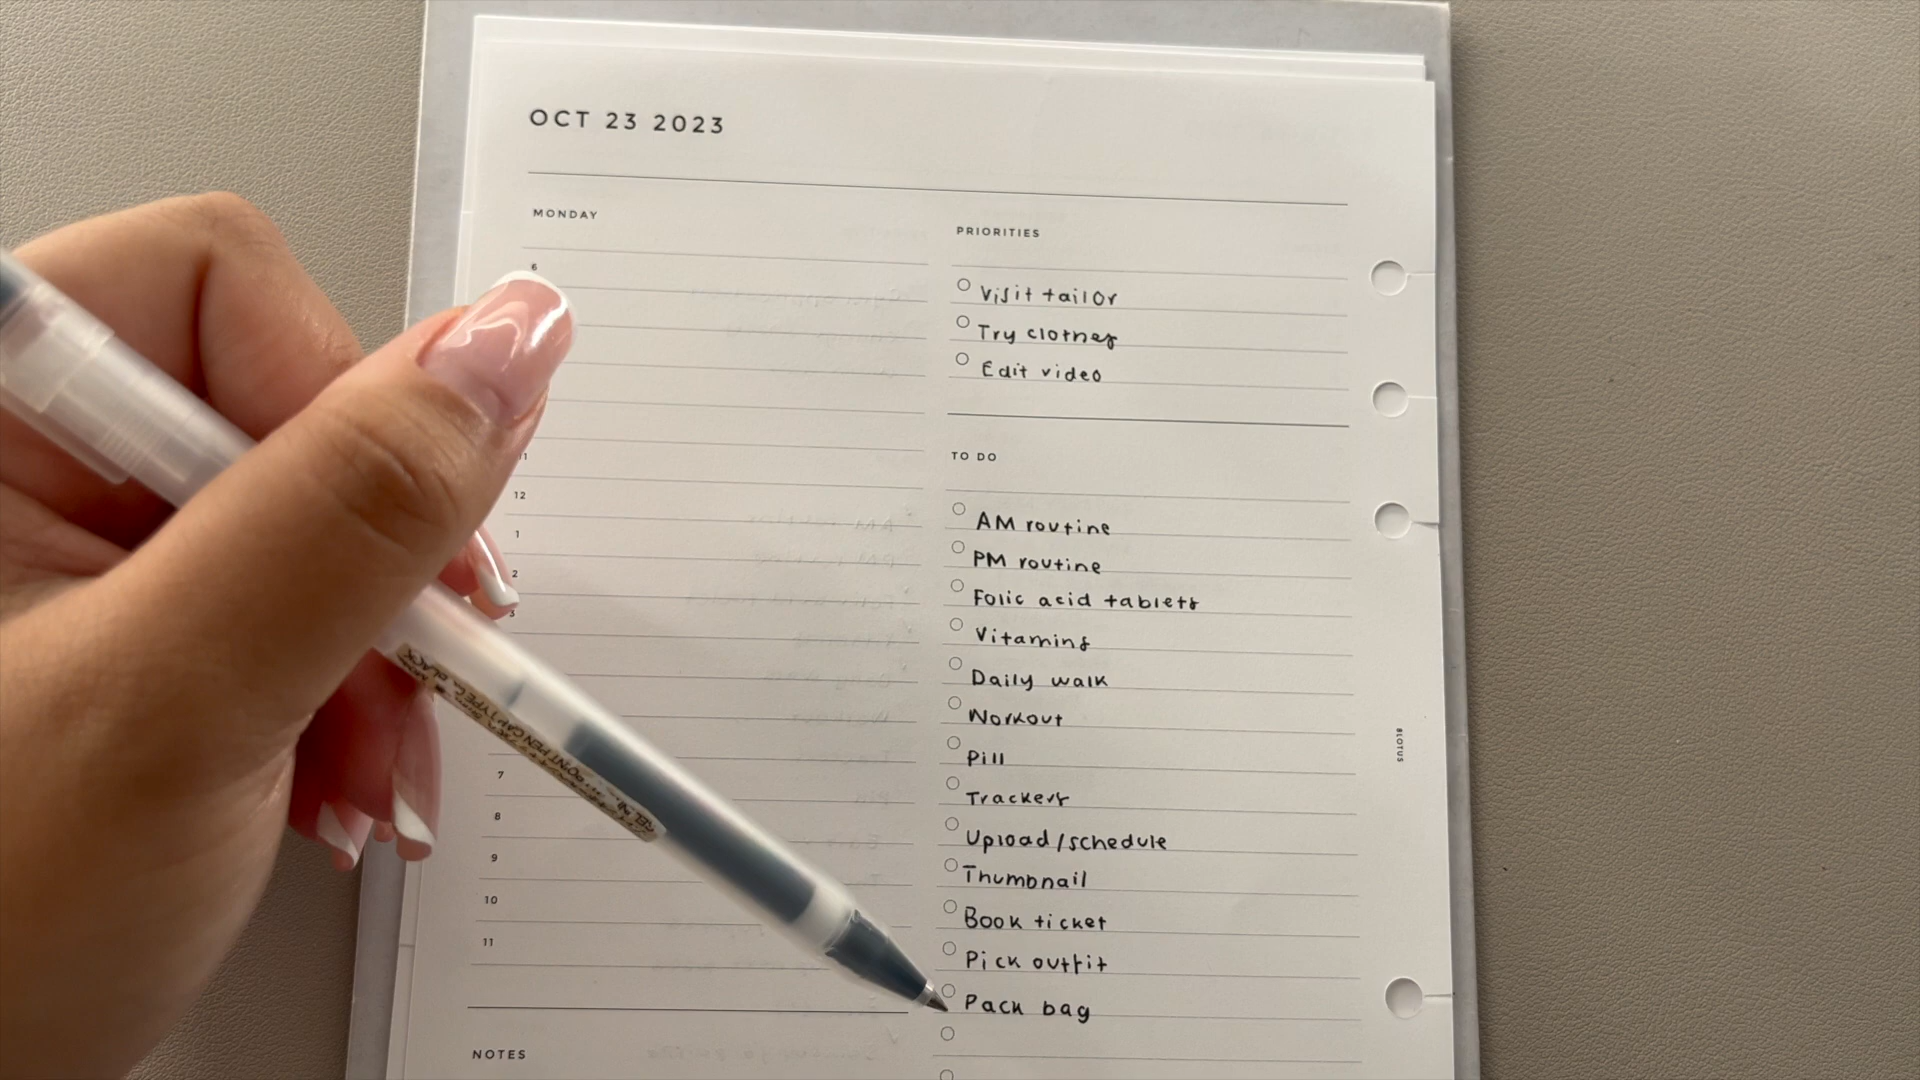 OCT 23 2023
MONDAY
6
11
12
1
2
3
7
8
9
10
11
NOTES
PRIORITIES
Visit tailor
Try clothes
Edit video
TO DO
AM routine
PM routine
Folic acid tablets
Vitamins
Daily walk
Workout
Pill
Trackers
Upload/schedule
Thumbnail
Book ticket
Pick outfit
Pack bag
BLOTUS